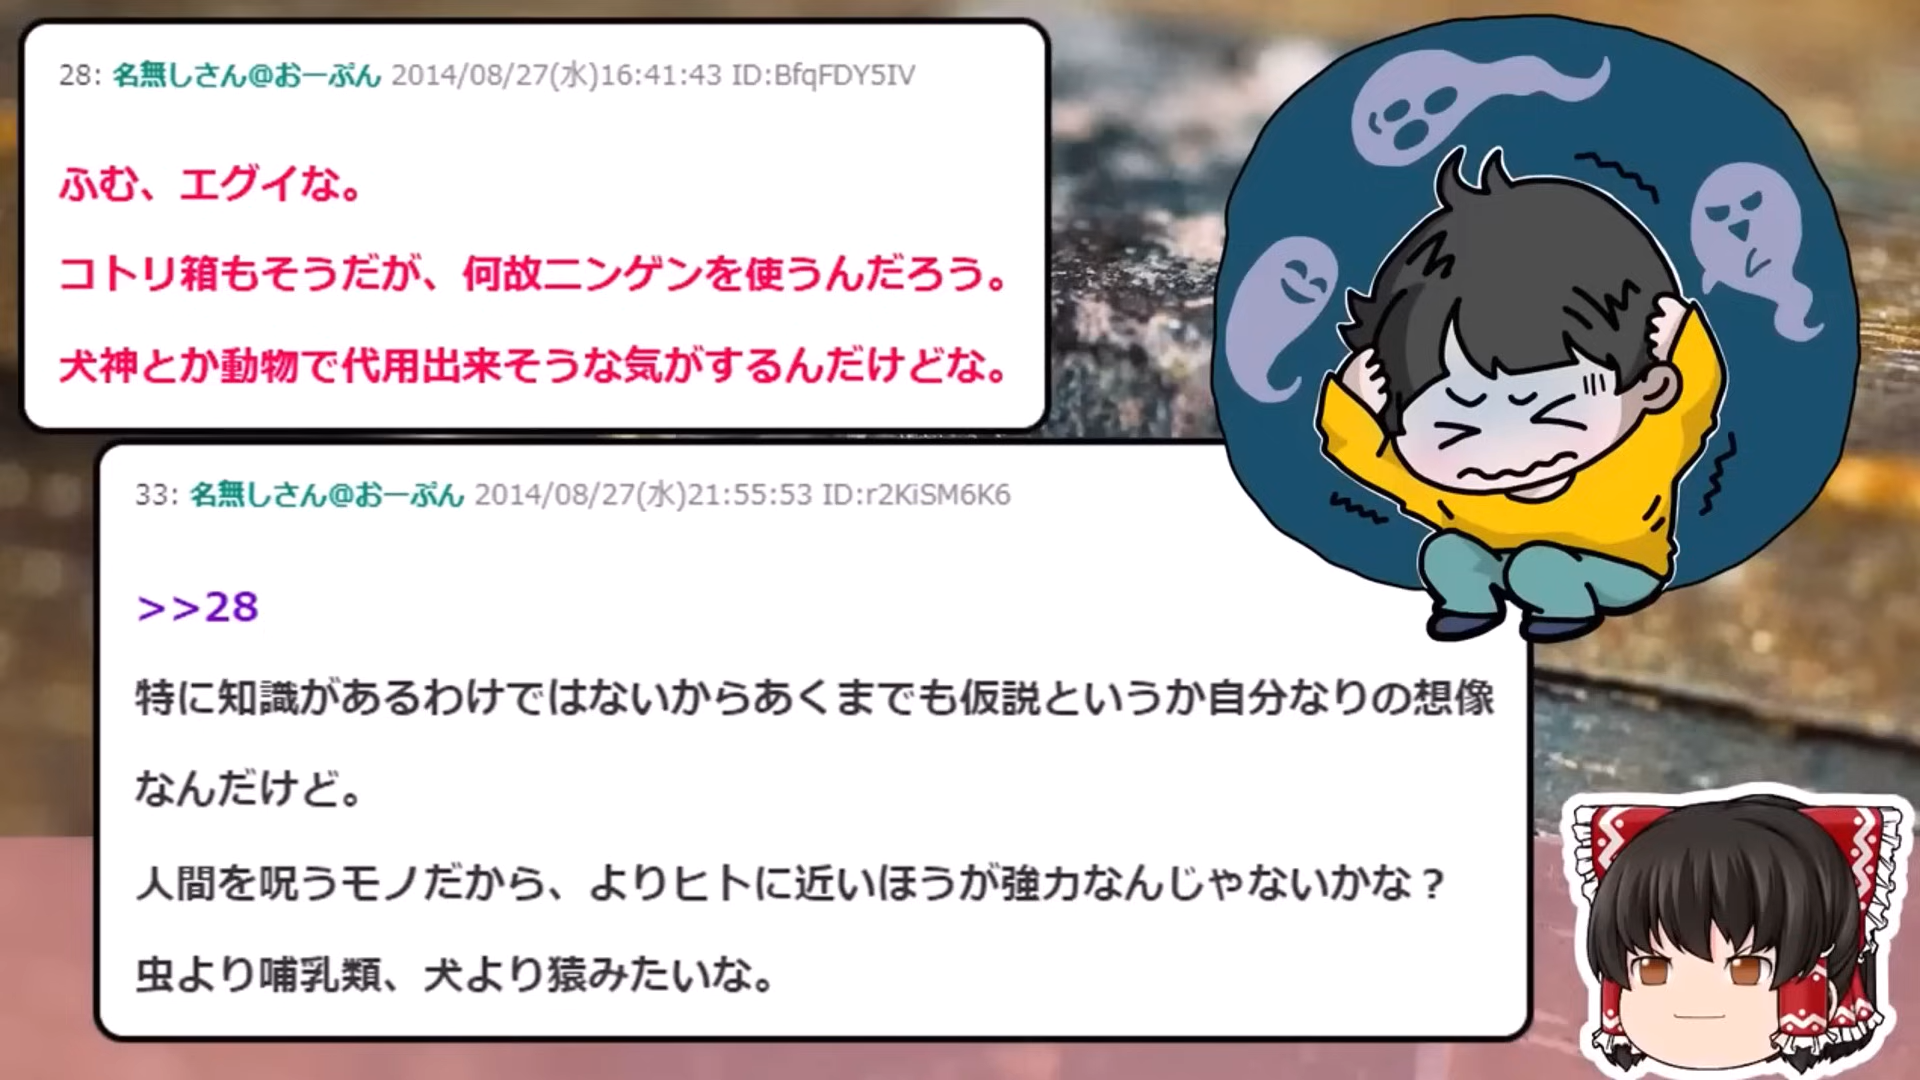 28: 名無しさん@おーぷん 2014/08/27(水)16:41:43 ID:BfqFDY5IV
ふむ、エグイな。
コトリ箱もそうだが、何故ニンゲンを使うんだろう。
犬神とか動物で代用出来そうな気がするんだけどな。
33: 名無しさん@おーぷん 2014/08/27(水)21:55:53 ID:r2KiSM6K6
>>28
特に知識があるわけではないからあくまでも仮説というか自分なりの想像
なんだけど。
人間を呪うモノだから、よりヒトに近いほうが強力なんじゃないかな？
虫より哺乳類、犬より猿みたいな。